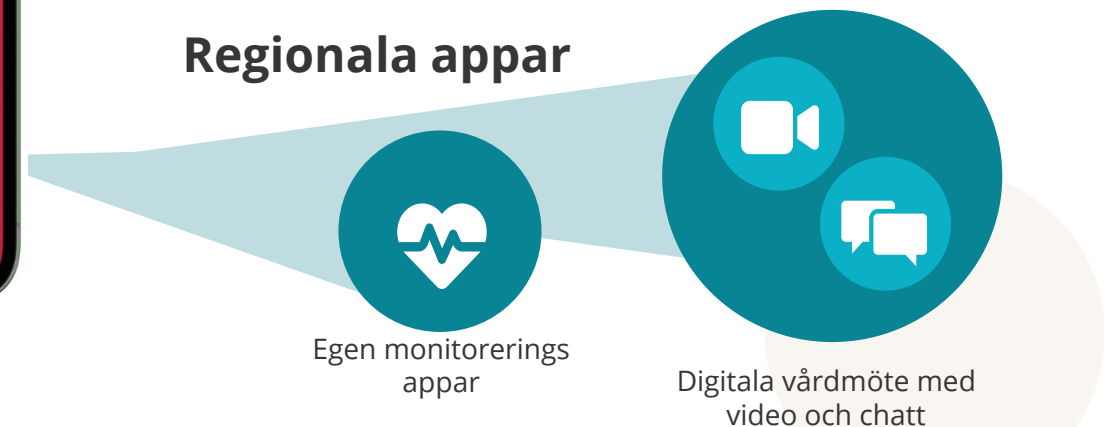 Regionala appar
Egen monitorerings
appar
Digitala vårdmöte med
video och chatt